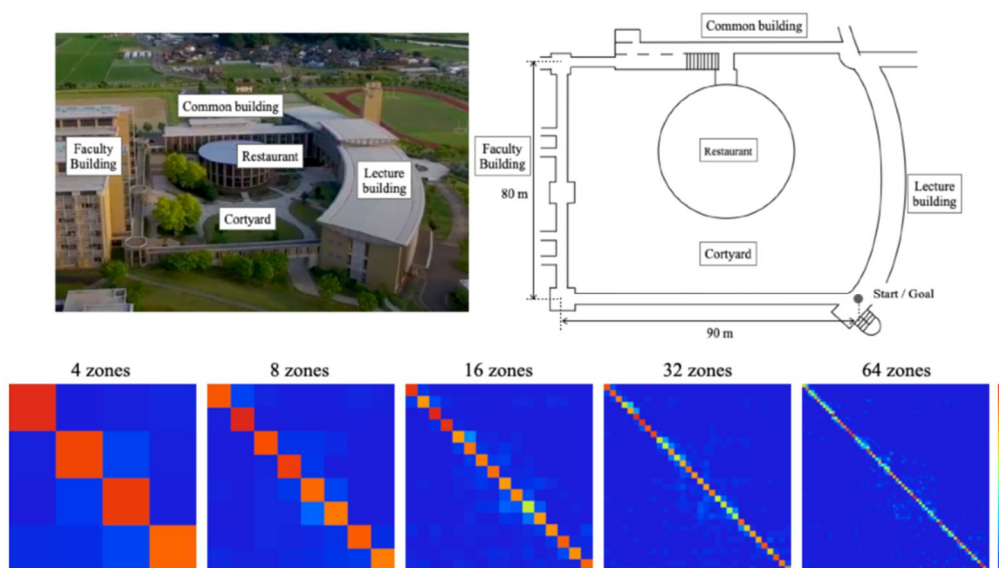 Common building
Faculty
Building
Restaurant
Lecture
building
Cortyard
Common building
Restaurant
Faculty
Building
80 m
Lecture
building
Cortyard
Start / Goal
90 m
4 zones
8 zones
16 zones
32 zones
64 zones